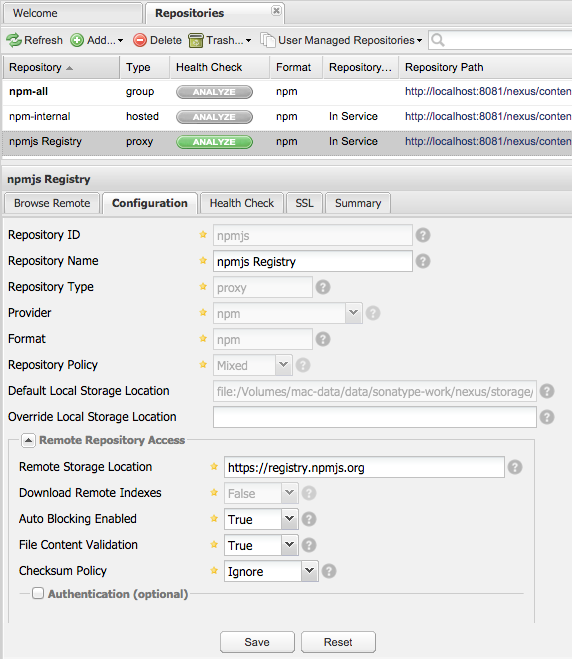 Welcome Repositories
Refresh Add... Delete Trash... User Managed Repositories
Repository Type Health Check Format Repository... Repository Path
npm-all group ANALYZE npm http://localhost:8081/nexus/conten
npm-internal hosted ANALYZE npm In Service http://localhost:8081/nexus/conten
npmjs Registry proxy ANALYZE npm In Service http://localhost:8081/nexus/conten
npmjs Registry
Browse Remote Configuration Health Check SSL Summary
Repository ID npmjs ?
Repository Name npmjs Registry ?
Repository Type proxy ?
Provider npm ?
Format npm ?
Repository Policy Mixed ?
Default Local Storage Location file:/Volumes/mac-data/data/sonatype-work/nexus/storage/ ?
Override Local Storage Location ?
Remote Repository Access
Remote Storage Location https://registry.npmjs.org ?
Download Remote Indexes False ?
Auto Blocking Enabled True ?
File Content Validation True ?
Checksum Policy Ignore ?
Authentication (optional)
Save Reset